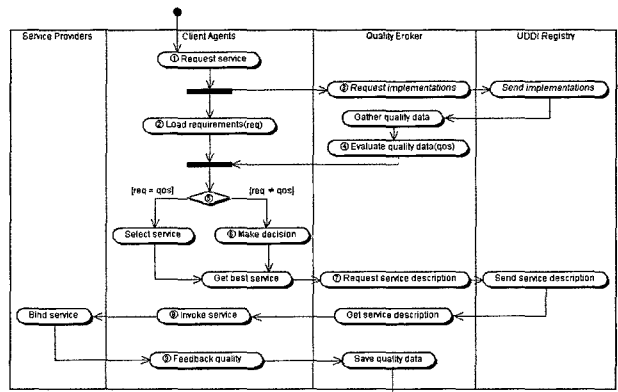 Service Providers
Client Agents
Quality Broker
UDDI Registry
① Request service
② Request implementations
Send implementations
② Load requirements(req)
Gather quality data
④ Evaluate quality data(qos)
[req = qos]
[req ≠ qos]
⑤
Select service
⑥ Make decision
Get best service
⑦ Request service description
Send service description
Bind service
⑧ Invoke service
Get service description
⑨ Feedback quality
Save quality data